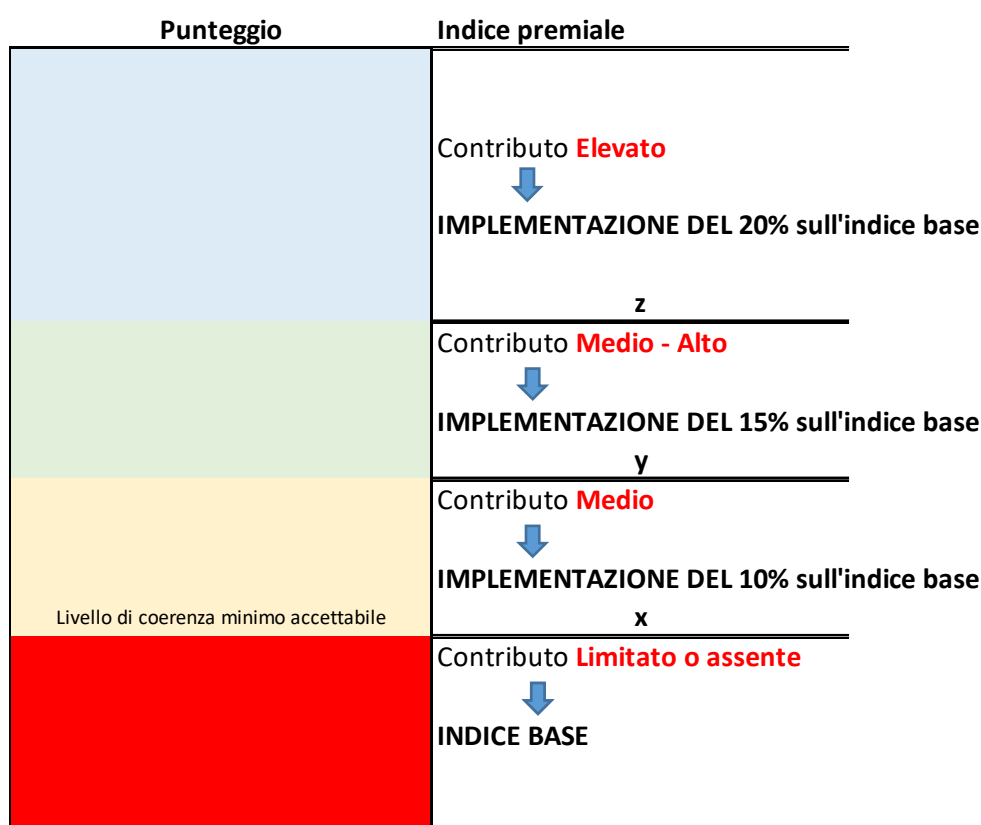 Punteggio Indice premiale
Contributo Elevato
IMPLEMENTAZIONE DEL 20% sull'indice base
z
Contributo Medio - Alto
IMPLEMENTAZIONE DEL 15% sull'indice base
y
Contributo Medio
IMPLEMENTAZIONE DEL 10% sull'indice base
Livello di coerenza minimo accettabile x
Contributo Limitato o assente
INDICE BASE